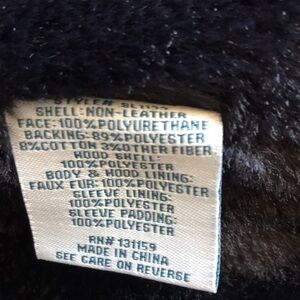 SHELL:NON-LEATHER
FACE:100%POLYURETHANE
BACKING:89%POLYESTER
8%COTTON 3%OTHER FIBER
HOOD SHELL:
100%POLYESTER
BODY & HOOD LINING:
FAUX FUR:100%POLYESTER
SLEEVE LINING:
100%POLYESTER
SLEEVE PADDING:
100%POLYESTER
RN# 131159
MADE IN CHINA
SEE CARE ON REVERSE